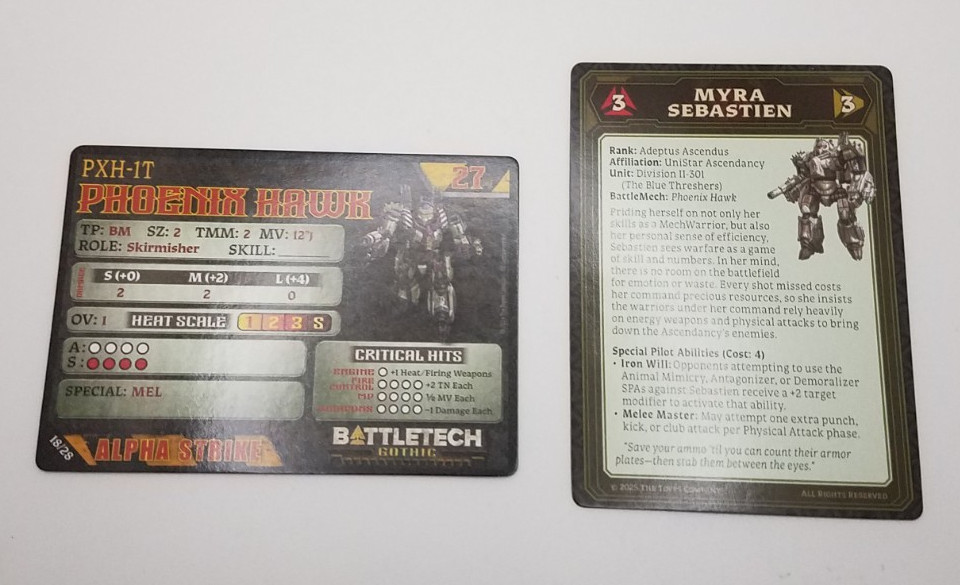 PXH-1T
PHOENIX HAWK
27
TP: BM SZ: 2 TMM: 2 MV: 12"j
ROLE: Skirmisher SKILL:
S (+0) M (+2) L (+4)
2 2 0
OV: 1 HEAT SCALE 1 2 3 S
A:
S:
SPECIAL: MEL
CRITICAL HITS
ENGINE +1 Heat/Firing Weapons
FIRE CONTROL +2 TN Each
MP ½ MV Each
WEAPONS -1 Damage Each
18/28
ALPHA STRIKE
BATTLETECH
GOTHIC
3
MYRA
SEBASTIEN
3
Rank: Adeptus Ascendus
Affiliation: UniStar Ascendancy
Unit: Division II-301
(The Blue Threshers)
BattleMech: Phoenix Hawk
Priding herself on not only her
skills as a MechWarrior, but also
her personal sense of efficiency,
Sebastien sees warfare as a game
of skill and numbers. In her mind,
there is no room on the battlefield
for emotion or waste. Every shot missed costs
her command precious resources, so she insists
the warriors under her command rely heavily
on energy weapons and physical attacks to bring
down the Ascendancy's enemies.
Special Pilot Abilities (Cost: 4)
• Iron Will: Opponents attempting to use the
Animal Mimicry, Antagonizer, or Demoralizer
SPAs against Sebastien receive a +2 target
modifier to activate that ability.
• Melee Master: May attempt one extra punch,
kick, or club attack per Physical Attack phase.
"Save your ammo 'til you can count their armor
plates—then stab them between the eyes."
© 2025 THE TOPPS COMPANY
ALL RIGHTS RESERVED